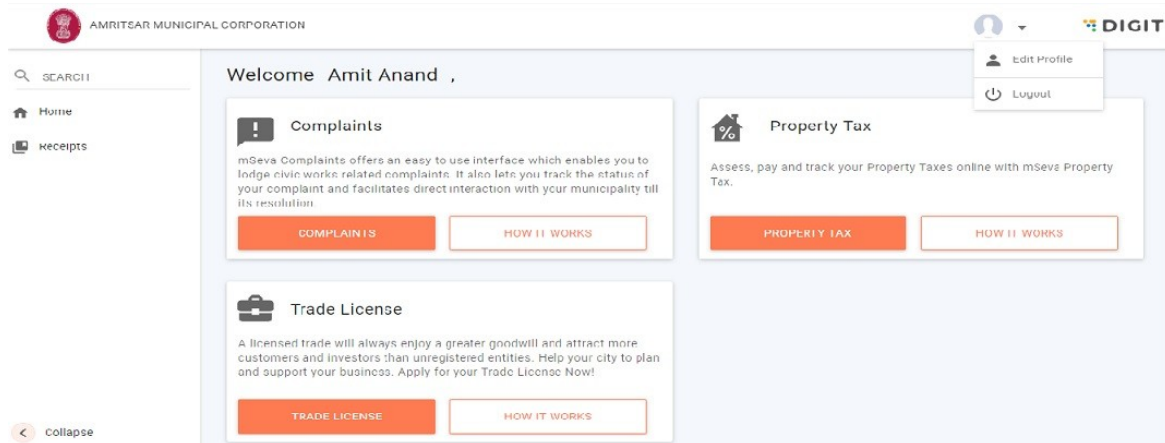 AMRITSAR MUNICIPAL CORPORATION
DIGIT
Edit Profile
Logout
SEARCH
Home
Receipts
Welcome Amit Anand ,
Complaints
mSeva Complaints offers an easy to use interface which enables you to
lodge civic works related complaints. It also lets you track the status of
your complaint and facilitates direct interaction with your municipality till
its resolution
COMPLAINTS
HOW IT WORKS
Property Tax
Assess, pay and track your Property Taxes online with mSeva Property
Tax.
PROPERTY TAX
HOW IT WORKS
Trade License
A licensed trade will always enjoy a greater goodwill and attract more
customers and investors than unregistered entities. Help your city to plan
and support your business. Apply for your Trade License Now!
TRADE LICENSE
HOW IT WORKS
Collapse